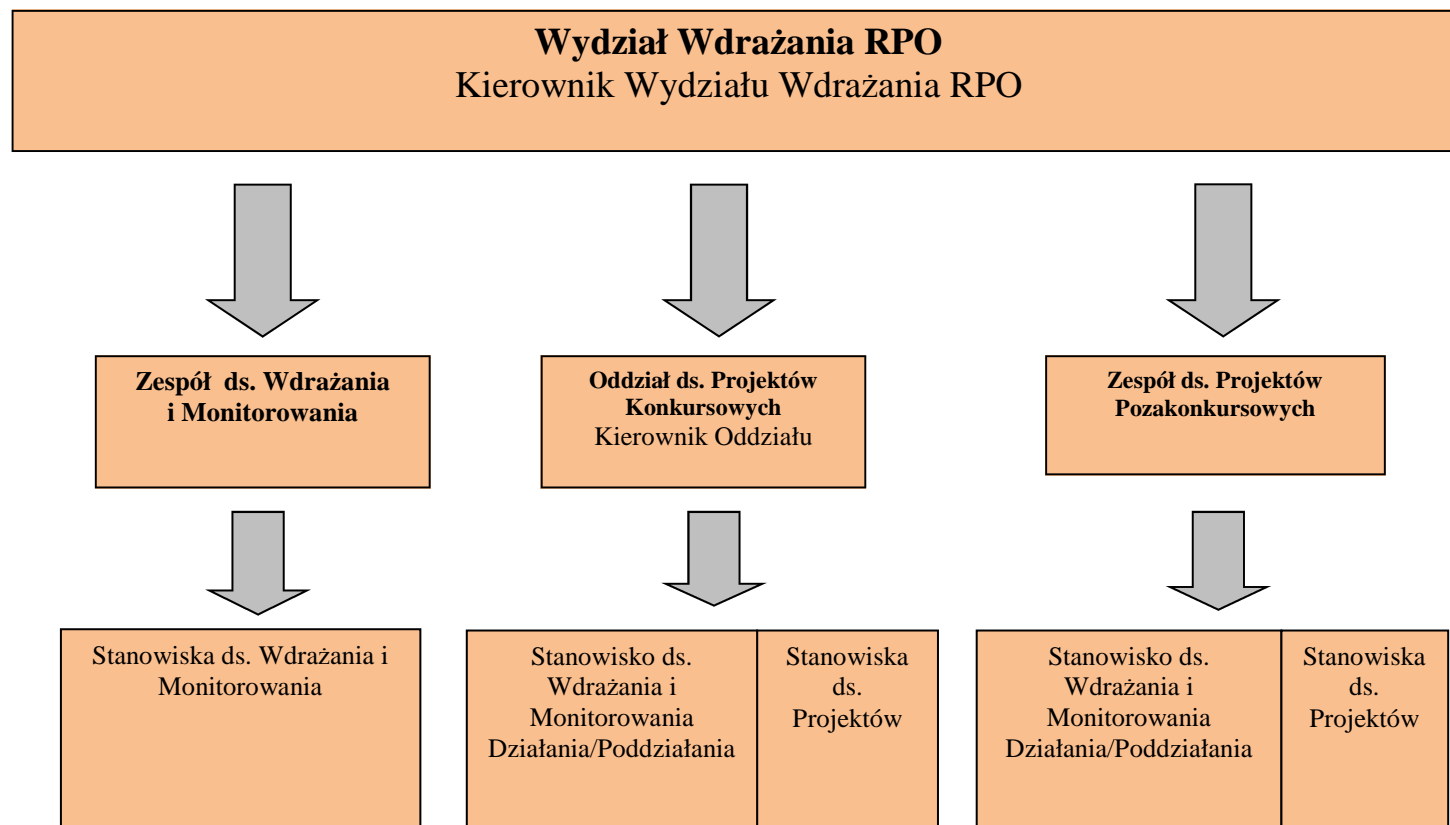 Wydział Wdrażania RPO
Kierownik Wydziału Wdrażania RPO
Zespół ds. Wdrażania
i Monitorowania
Oddział ds. Projektów
Konkursowych
Kierownik Oddziału
Zespół ds. Projektów
Pozakonkursowych
Stanowiska ds. Wdrażania i
Monitorowania
Stanowisko ds.
Wdrażania i
Monitorowania
Działania/Poddziałania
Stanowiska
ds.
Projektów
Stanowisko ds.
Wdrażania i
Monitorowania
Działania/Poddziałania
Stanowiska
ds.
Projektów